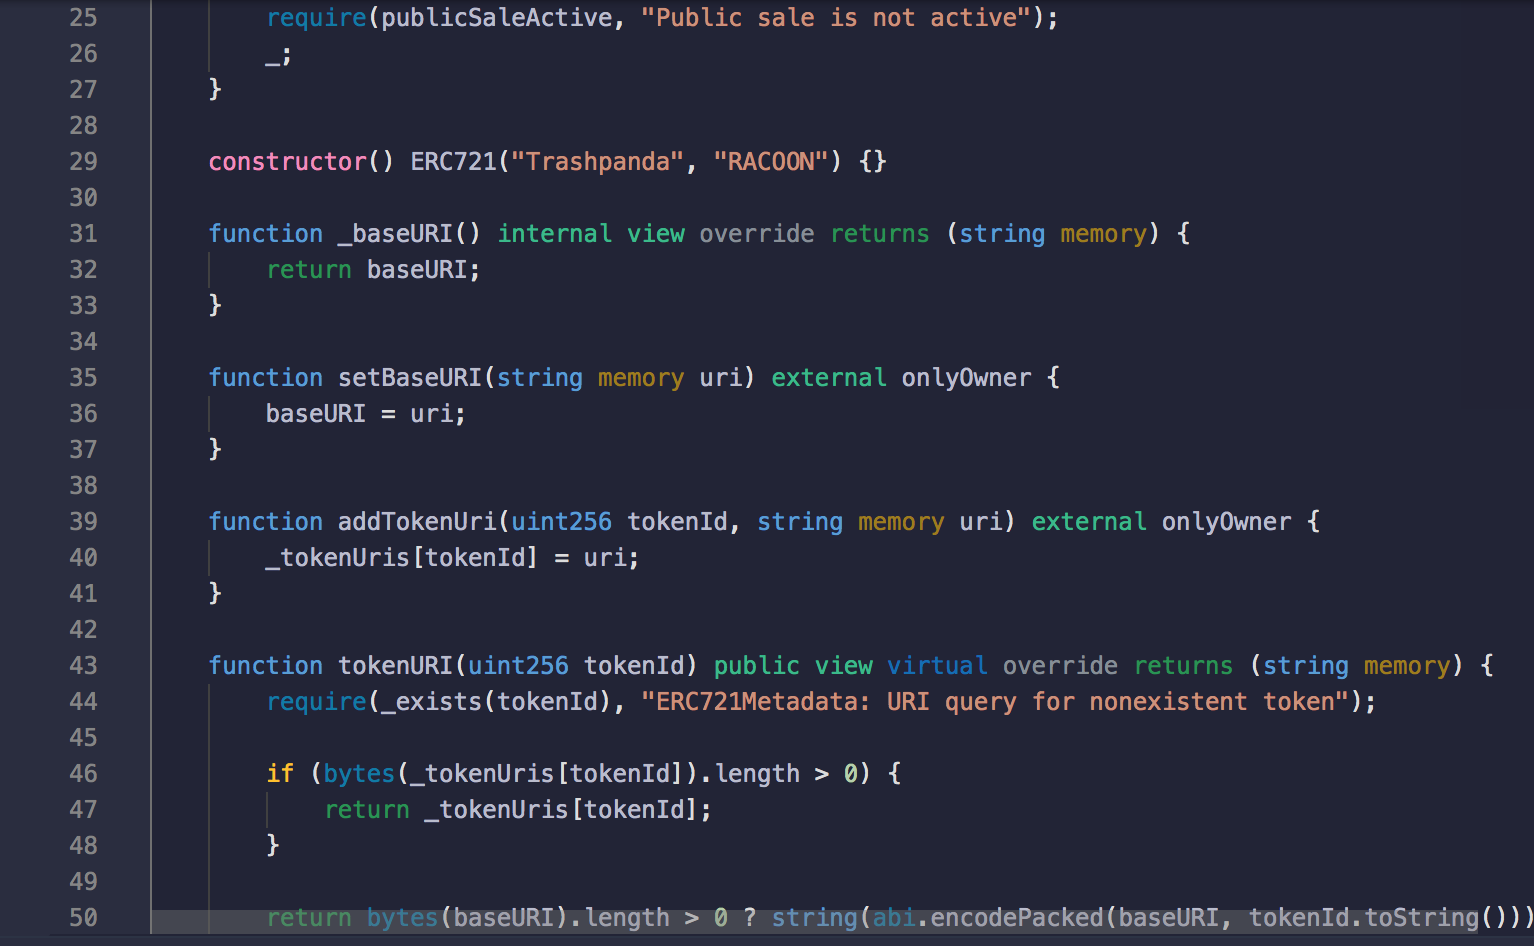 25 require(publicSaleActive, "Public sale is not active");
26 _;
27 }
28
29 constructor() ERC721("Trashpanda", "RACOON") {}
30
31 function _baseURI() internal view override returns (string memory) {
32 return baseURI;
33 }
34
35 function setBaseURI(string memory uri) external onlyOwner {
36 baseURI = uri;
37 }
38
39 function addTokenUri(uint256 tokenId, string memory uri) external onlyOwner {
40 _tokenUris[tokenId] = uri;
41 }
42
43 function tokenURI(uint256 tokenId) public view virtual override returns (string memory) {
44 require(_exists(tokenId), "ERC721Metadata: URI query for nonexistent token");
45
46 if (bytes(_tokenUris[tokenId]).length > 0) {
47 return _tokenUris[tokenId];
48 }
49
50 return bytes(baseURI).length > 0 ? string(abi.encodePacked(baseURI, tokenId.toString()))